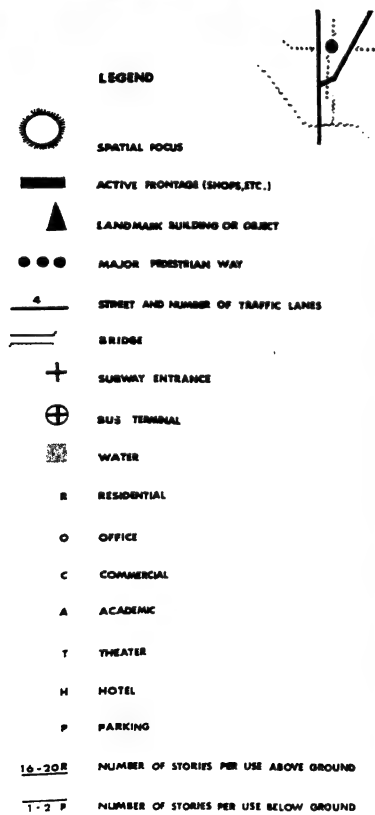 LEGEND
SPATIAL FOCUS
ACTIVE FRONTAGE (SHOPS,ETC.)
LANDMARK BUILDING OR OBJECT
MAJOR PEDESTRIAN WAY
4 STREET AND NUMBER OF TRAFFIC LANES
BRIDGE
SUBWAY ENTRANCE
BUS TERMINAL
WATER
R RESIDENTIAL
O OFFICE
C COMMERCIAL
A ACADEMIC
T THEATER
H HOTEL
P PARKING
16-20R NUMBER OF STORIES PER USE ABOVE GROUND
1-2 P NUMBER OF STORIES PER USE BELOW GROUND